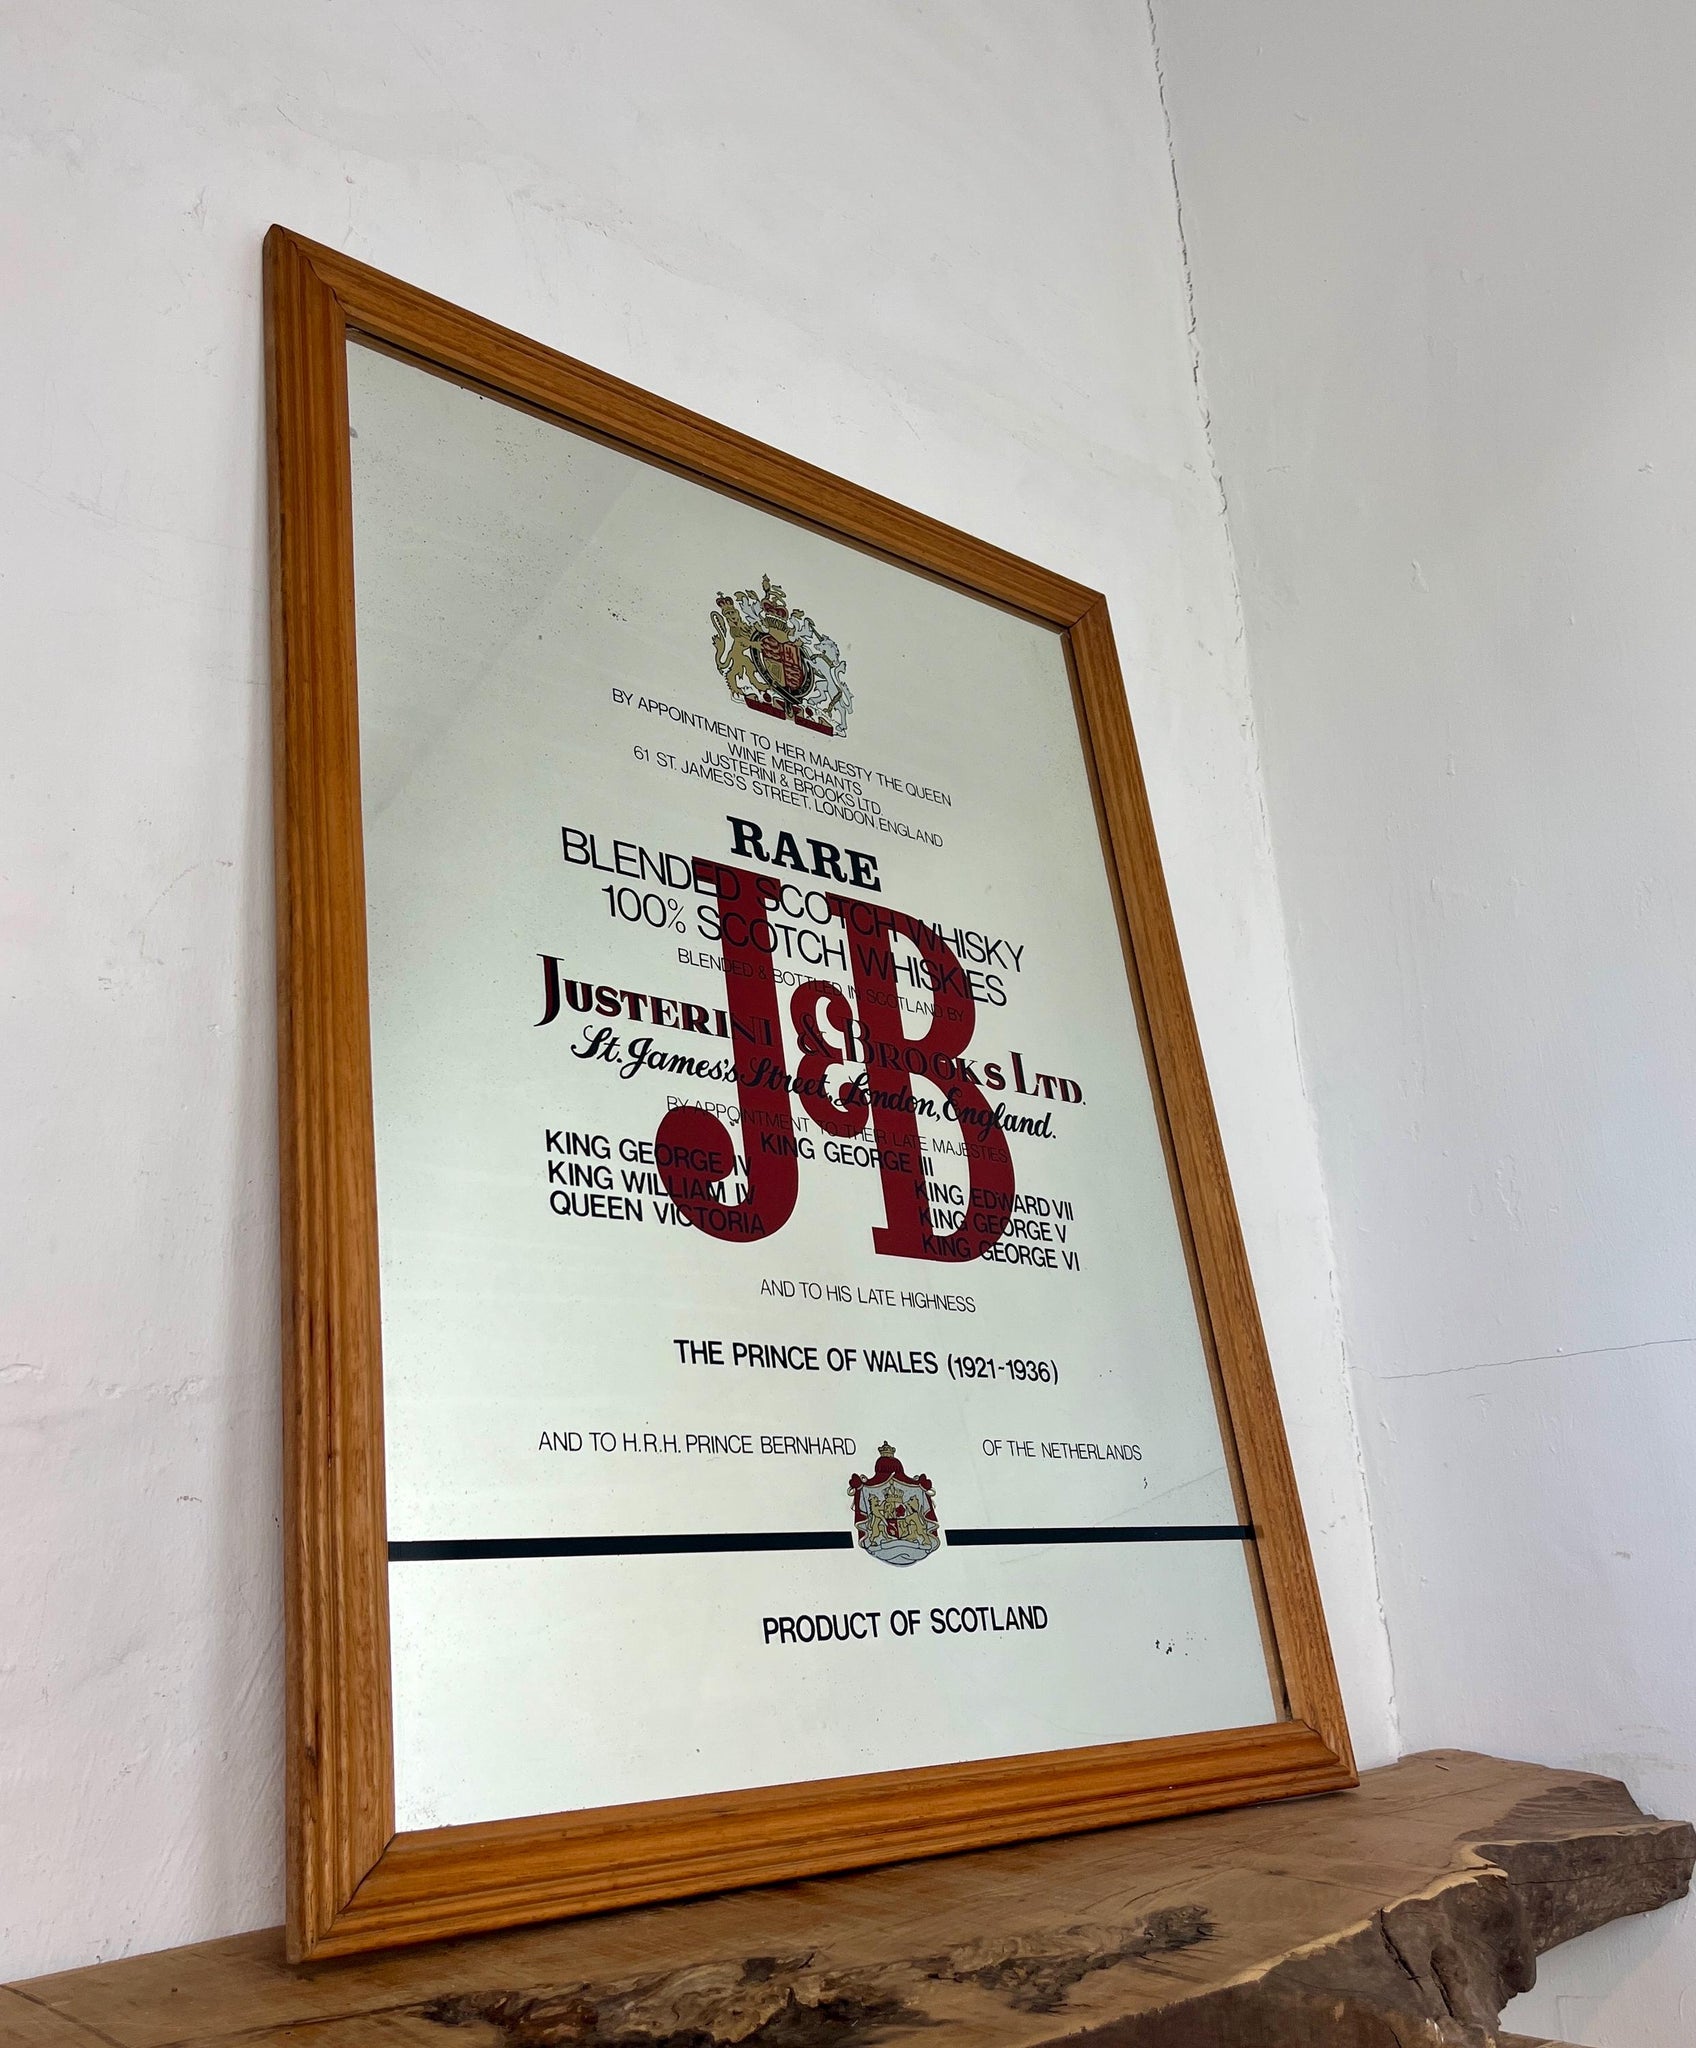 BY APPOINTMENT TO HER MAJESTY THE QUEEN
WINE MERCHANTS
JUSTERINI & BROOKS LTD.
61 ST. JAMES'S STREET, LONDON, ENGLAND
RARE
BLENDED SCOTCH WHISKY
100% SCOTCH WHISKIES
J&B
BLENDED & BOTTLED IN SCOTLAND BY
JUSTERINI & BROOKS LTD.
St. James's Street, London, England.
BY APPOINTMENT TO THEIR LATE MAJESTIES
KING GEORGE III
KING GEORGE IV
KING WILLIAM IV
QUEEN VICTORIA
KING EDWARD VII
KING GEORGE V
KING GEORGE VI
AND TO HIS LATE HIGHNESS
THE PRINCE OF WALES (1921-1936)
AND TO H.R.H. PRINCE BERNHARD OF THE NETHERLANDS
PRODUCT OF SCOTLAND